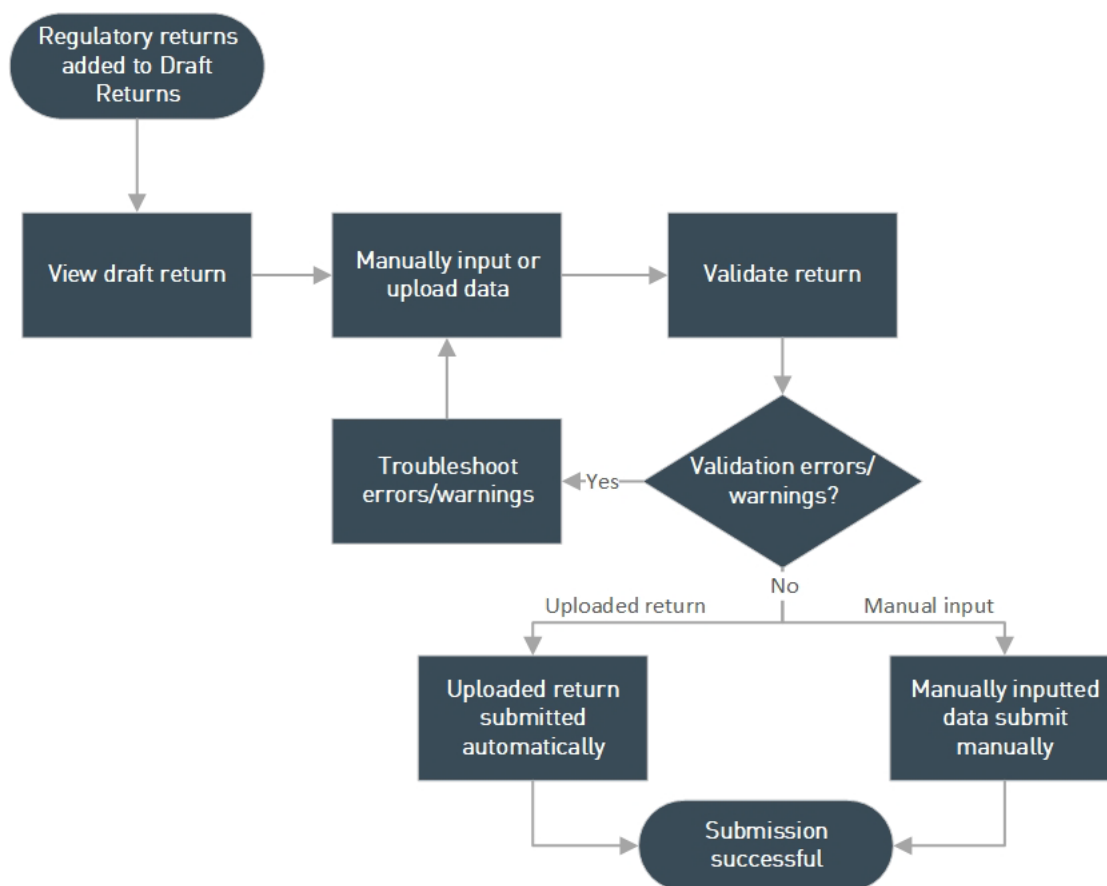 Regulatory returns
added to Draft
Returns
View draft return
Manually input or
upload data
Validate return
Troubleshoot
errors/warnings
Yes
Validation errors/
warnings?
No
Uploaded return
Manual input
Uploaded return
submitted
automatically
Manually inputted
data submit
manually
Submission
successful